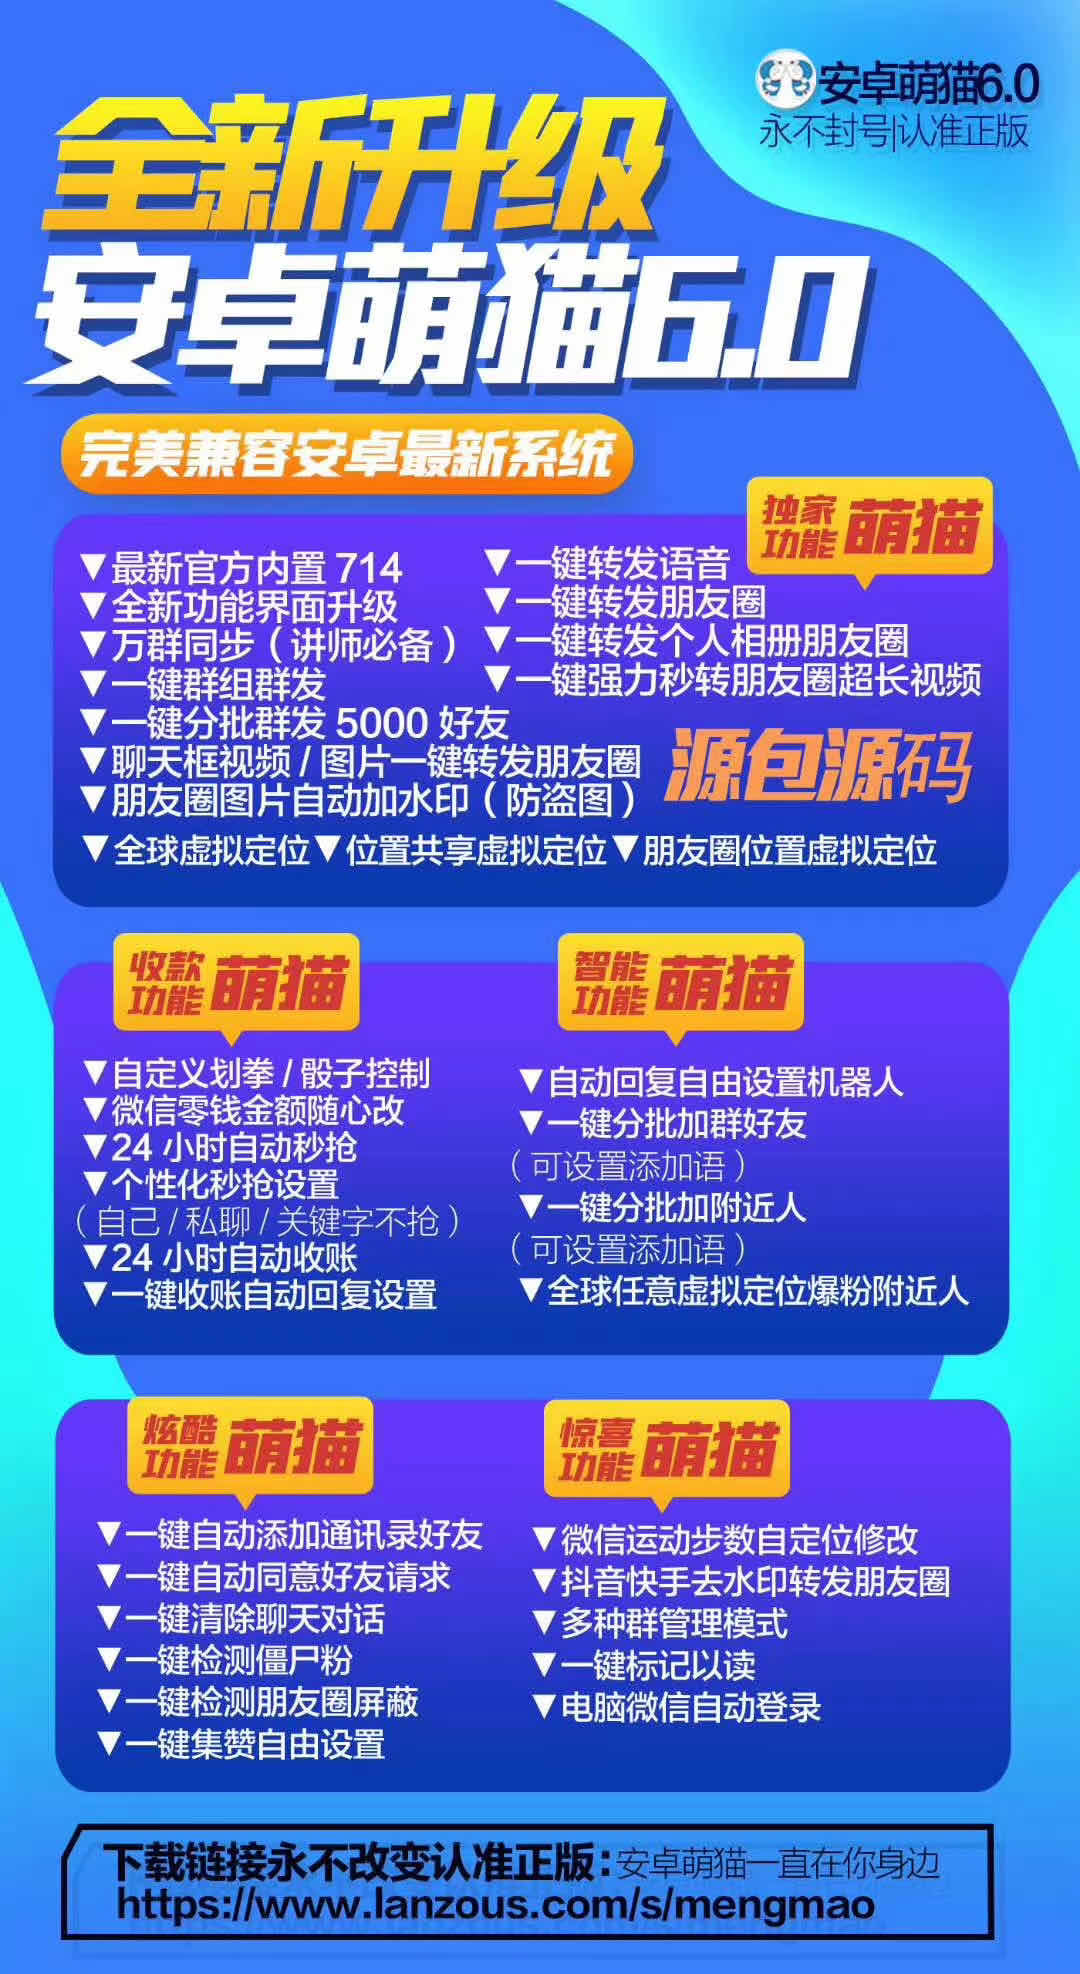 安卓萌猫6.0
永不封号|认准正版
全新升级
安卓萌猫6.0
完美兼容安卓最新系统
独家
功能
萌猫
▼最新官方内置 714
▼全新功能界面升级
▼万群同步（讲师必备）
▼一键群组群发
▼一键分批群发 5000 好友
▼聊天框视频 / 图片一键转发朋友圈
▼朋友圈图片自动加水印（防盗图）
▼一键转发语音
▼一键转发朋友圈
▼一键转发个人相册朋友圈
▼一键强力秒转朋友圈超长视频
源包源码
▼全球虚拟定位▼位置共享虚拟定位▼朋友圈位置虚拟定位
收款
功能
萌猫
▼自定义划拳 / 骰子控制
▼微信零钱金额随心改
▼24 小时自动秒抢
▼个性化秒抢设置
（自己 / 私聊 / 关键字不抢）
▼24 小时自动收账
▼一键收账自动回复设置
智能
功能
萌猫
▼自动回复自由设置机器人
▼一键分批加群好友
（可设置添加语）
▼一键分批加附近人
（可设置添加语）
▼全球任意虚拟定位爆粉附近人
炫酷
功能
萌猫
▼一键自动添加通讯录好友
▼一键自动同意好友请求
▼一键清除聊天对话
▼一键检测僵尸粉
▼一键检测朋友圈屏蔽
▼一键集赞自由设置
惊喜
功能
萌猫
▼微信运动步数自定位修改
▼抖音快手去水印转发朋友圈
▼多种群管理模式
▼一键标记以读
▼电脑微信自动登录
下载链接永不改变认准正版：安卓萌猫一直在你身边
https://www.lanzous.com/s/mengmao